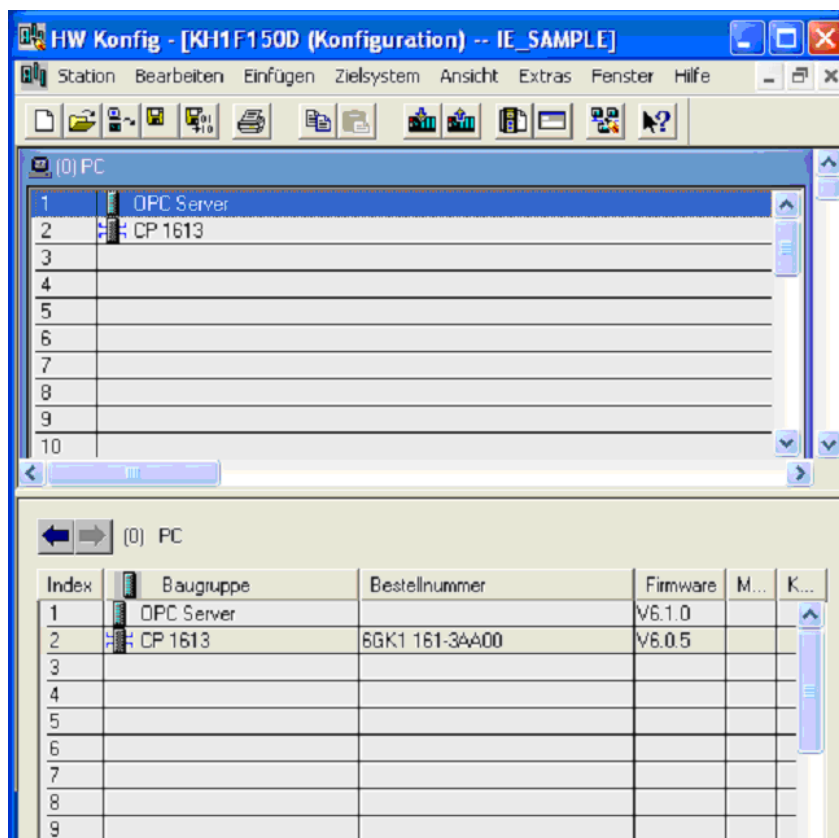 HW Konfig - [KH1F150D (Konfiguration) -- IE_SAMPLE]
Station Bearbeiten Einfügen Zielsystem Ansicht Extras Fenster Hilfe
(0) PC
1 OPC Server
2 CP 1613
3
4
5
6
7
8
9
10
(0) PC
Index Baugruppe Bestellnummer Firmware M... K...
1 OPC Server V6.1.0
2 CP 1613 6GK1 161-3AA00 V6.0.5
3
4
5
6
7
8
9